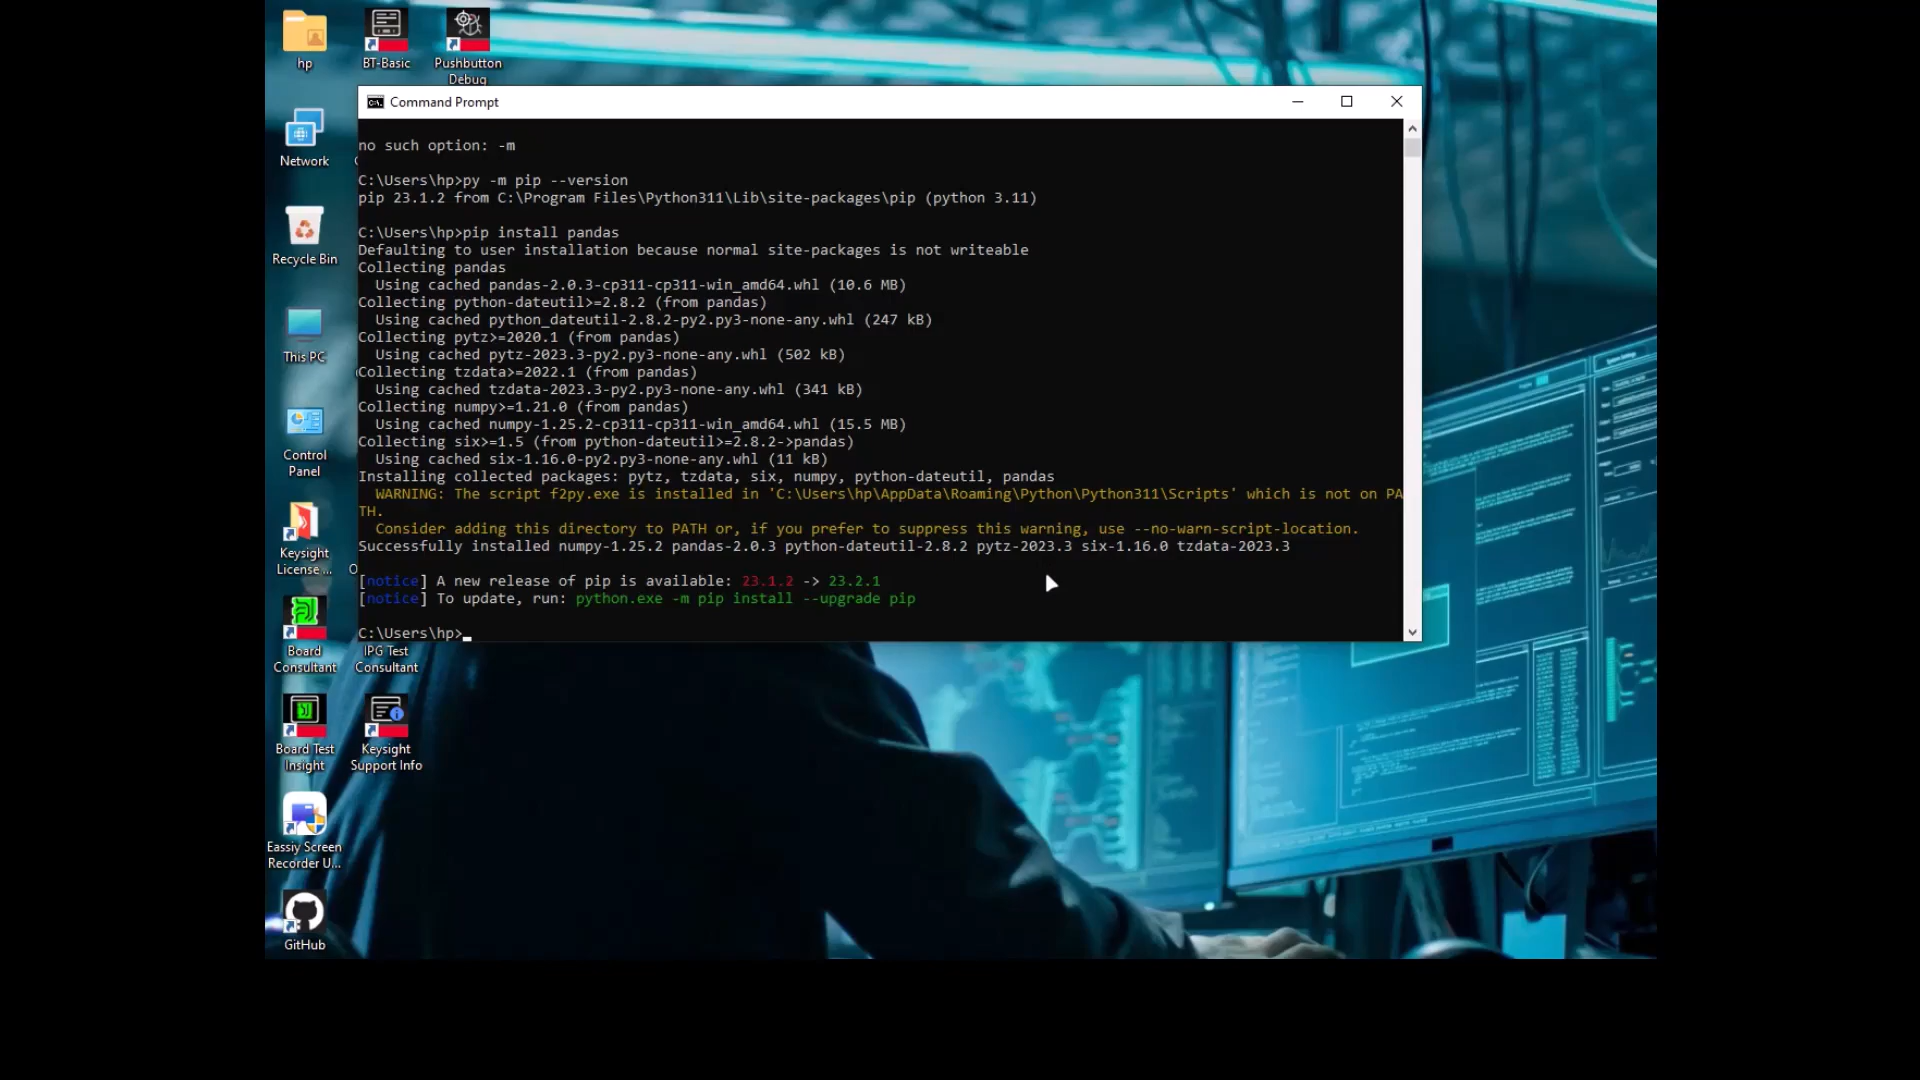 hp
BT-Basic
Pushbutton
Debug
Network
Recycle Bin
This PC
Control
Panel
Keysight
License ...
Board
Consultant
IPG Test
Consultant
Board Test
Insight
Keysight
Support Info
Eassiy Screen
Recorder U...
GitHub
Command Prompt
no such option: -m
C:\Users\hp>py -m pip --version
pip 23.1.2 from C:\Program Files\Python311\Lib\site-packages\pip (python 3.11)
C:\Users\hp>pip install pandas
Defaulting to user installation because normal site-packages is not writeable
Collecting pandas
  Using cached pandas-2.0.3-cp311-cp311-win_amd64.whl (10.6 MB)
Collecting python-dateutil>=2.8.2 (from pandas)
  Using cached python_dateutil-2.8.2-py2.py3-none-any.whl (247 kB)
Collecting pytz>=2020.1 (from pandas)
  Using cached pytz-2023.3-py2.py3-none-any.whl (502 kB)
Collecting tzdata>=2022.1 (from pandas)
  Using cached tzdata-2023.3-py2.py3-none-any.whl (341 kB)
Collecting numpy>=1.21.0 (from pandas)
  Using cached numpy-1.25.2-cp311-cp311-win_amd64.whl (15.5 MB)
Collecting six>=1.5 (from python-dateutil>=2.8.2->pandas)
  Using cached six-1.16.0-py2.py3-none-any.whl (11 kB)
Installing collected packages: pytz, tzdata, six, numpy, python-dateutil, pandas
  WARNING: The script f2py.exe is installed in 'C:\Users\hp\AppData\Roaming\Python\Python311\Scripts' which is not on PA
TH.
  Consider adding this directory to PATH or, if you prefer to suppress this warning, use --no-warn-script-location.
Successfully installed numpy-1.25.2 pandas-2.0.3 python-dateutil-2.8.2 pytz-2023.3 six-1.16.0 tzdata-2023.3
[notice] A new release of pip is available: 23.1.2 -> 23.2.1
[notice] To update, run: python.exe -m pip install --upgrade pip
C:\Users\hp>